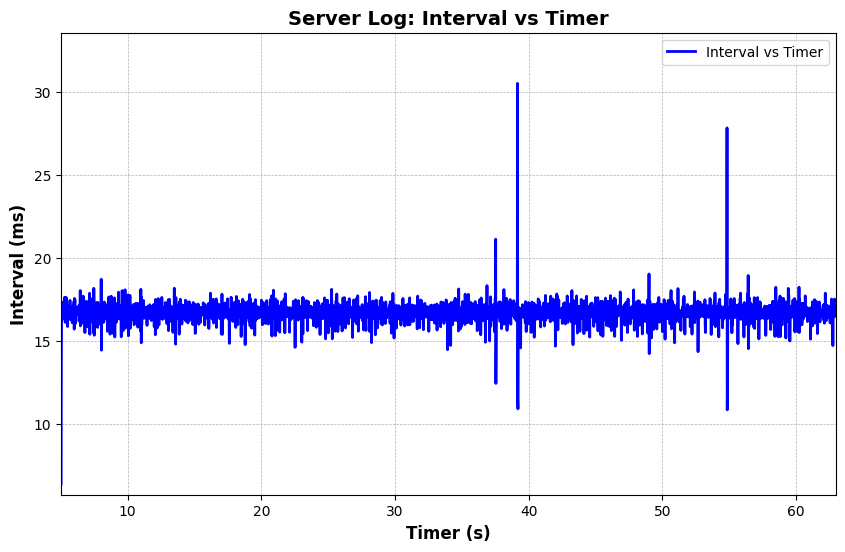 Server Log: Interval vs Timer
Interval vs Timer
30
25
20
15
10
Interval (ms)
10 20 30 40 50 60
Timer (s)